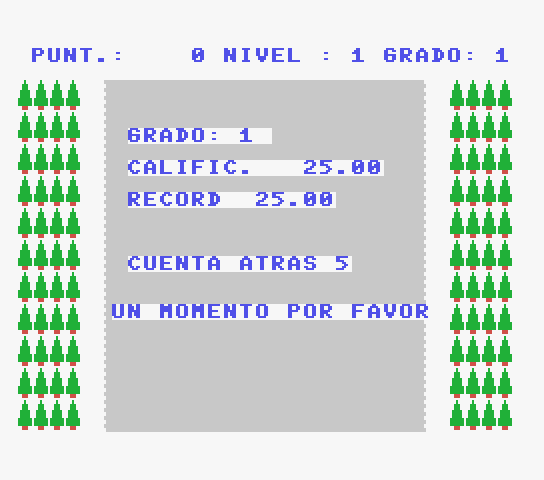 PUNT.: 0 NIVEL : 1 GRADO: 1
GRADO: 1
CALIFIC. 25.00
RECORD 25.00
CUENTA ATRAS 5
UN MOMENTO POR FAVOR